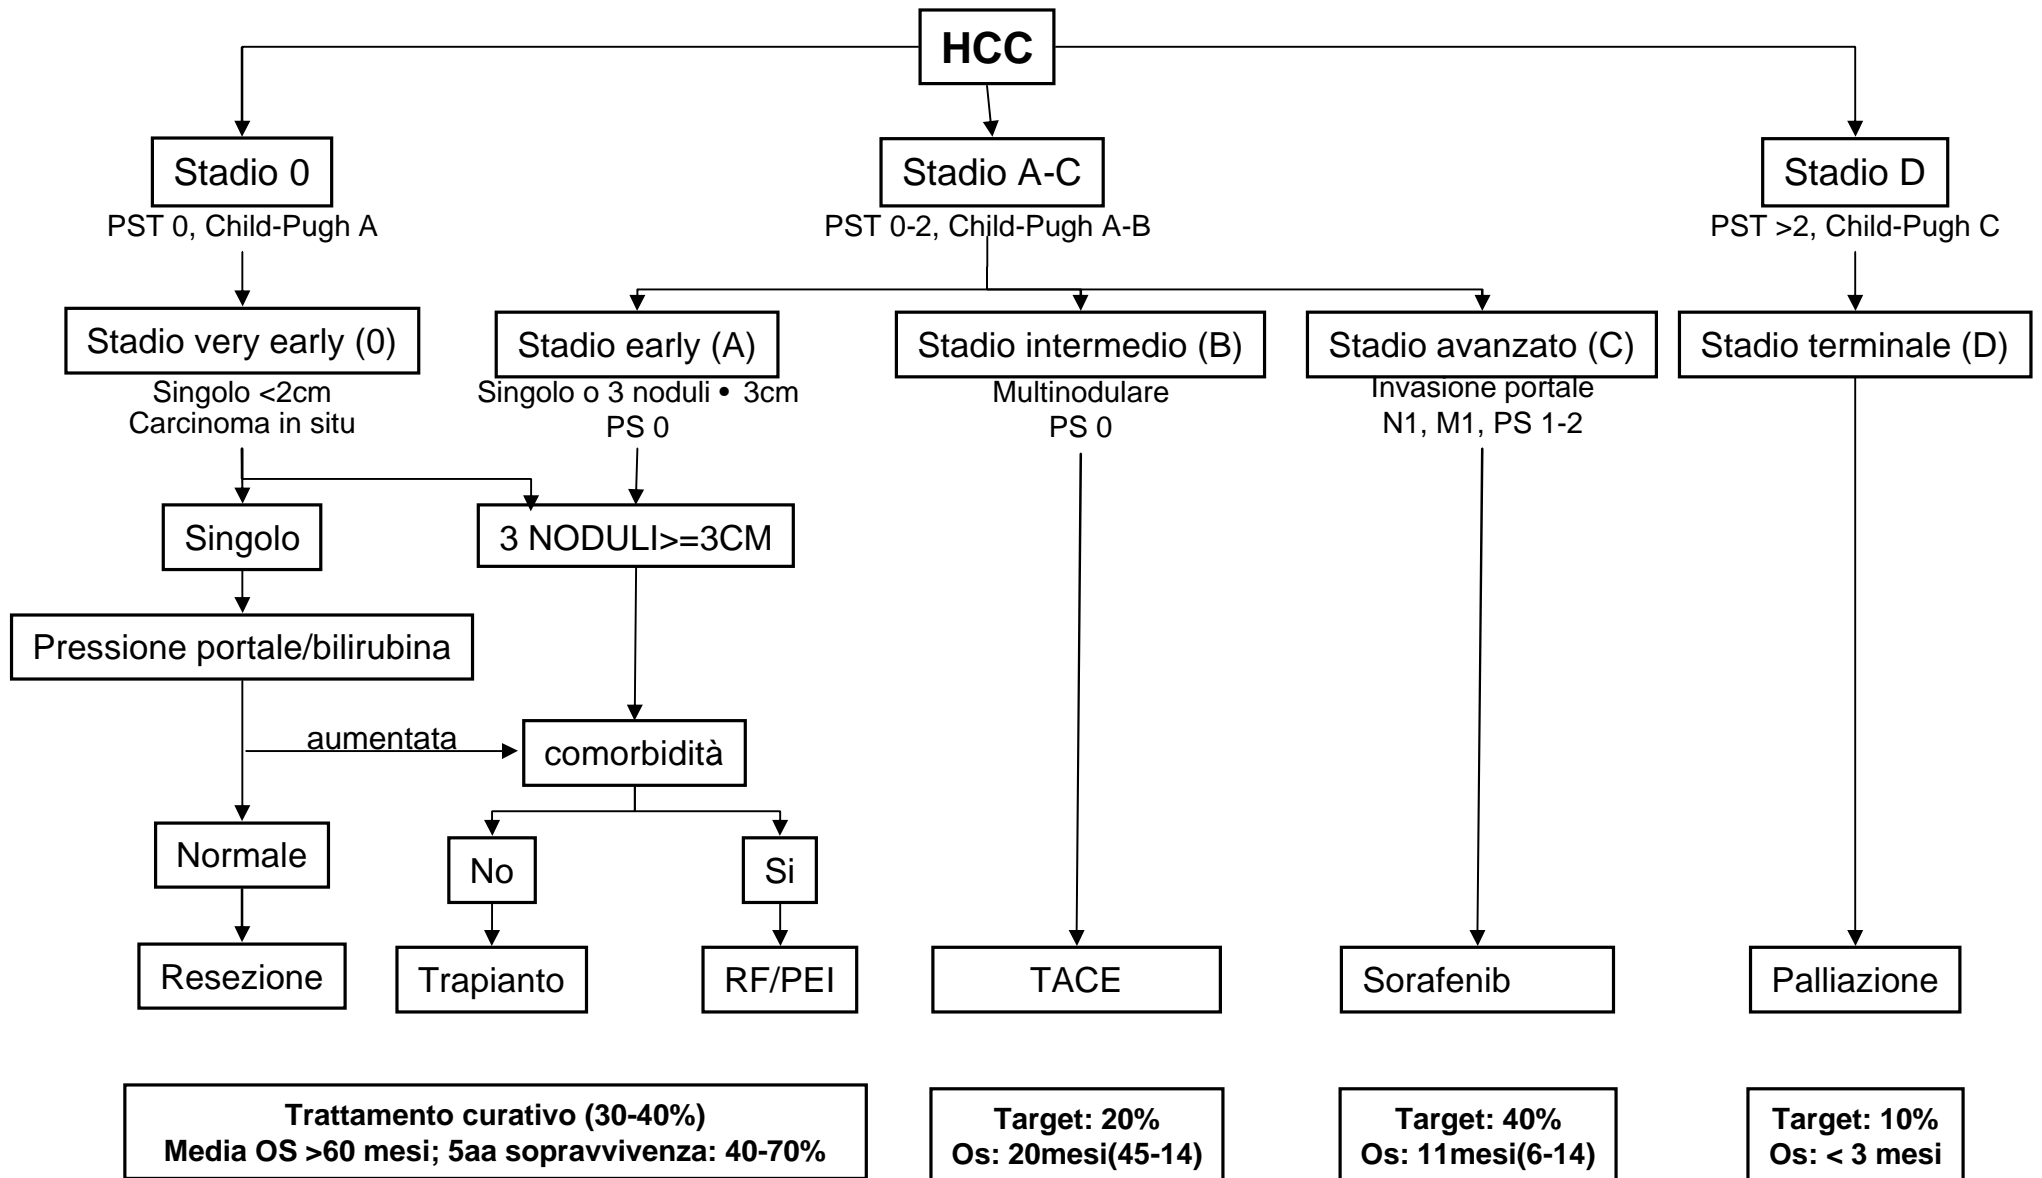 HCC
Stadio 0
PST 0, Child-Pugh A
Stadio A-C
PST 0-2, Child-Pugh A-B
Stadio D
PST >2, Child-Pugh C
Stadio very early (0)
Singolo <2cm
Carcinoma in situ
Stadio early (A)
Singolo o 3 noduli • 3cm
PS 0
Stadio intermedio (B)
Multinodulare
PS 0
Stadio avanzato (C)
Invasione portale
N1, M1, PS 1-2
Stadio terminale (D)
Singolo
3 NODULI>=3CM
Pressione portale/bilirubina
aumentata
comorbidità
Normale
No
Si
Resezione
Trapianto
RF/PEI
TACE
Sorafenib
Palliazione
Trattamento curativo (30-40%)
Media OS >60 mesi; 5aa sopravvivenza: 40-70%
Target: 20%
Os: 20mesi(45-14)
Target: 40%
Os: 11mesi(6-14)
Target: 10%
Os: < 3 mesi